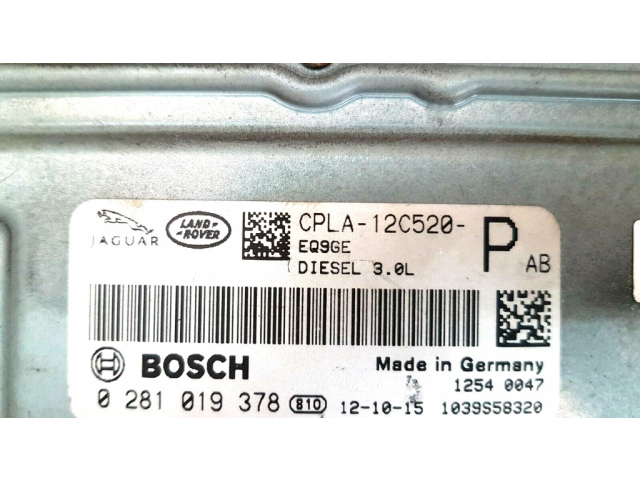 JAGUAR
LAND-
ROVER
CPLA-12C520-
P
AB
EQ9GE
DIESEL 3.0L
BOSCH
Made in Germany
1254 0047
0 281 019 378 810 12-10-15 1039S58320